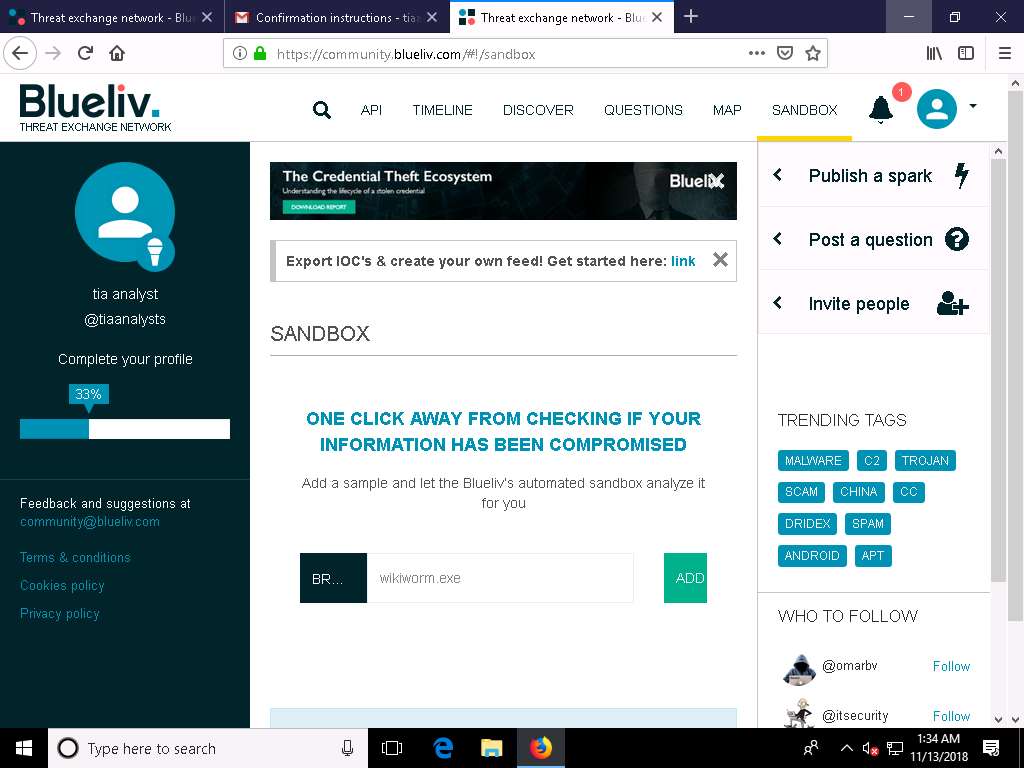 Threat exchange network - Blue
Confirmation instructions - tiaa
Threat exchange network - Blue
https://community.blueliv.com/#!/sandbox
Blueliv.
THREAT EXCHANGE NETWORK
API
TIMELINE
DISCOVER
QUESTIONS
MAP
SANDBOX
1
tia analyst
@tiaanalysts
Complete your profile
33%
Feedback and suggestions at
community@blueliv.com
Terms & conditions
Cookies policy
Privacy policy
The Credential Theft Ecosystem
Understanding the lifecycle of a stolen credential
DOWNLOAD REPORT
Export IOC's & create your own feed! Get started here: link
SANDBOX
ONE CLICK AWAY FROM CHECKING IF YOUR
INFORMATION HAS BEEN COMPROMISED
Add a sample and let the Blueliv's automated sandbox analyze it
for you
BR...
wikiworm.exe
ADD
Publish a spark
Post a question
Invite people
TRENDING TAGS
MALWARE C2 TROJAN
SCAM CHINA CC
DRIDEX SPAM
ANDROID APT
WHO TO FOLLOW
@omarbv Follow
@itsecurity Follow
Type here to search
1:34 AM
11/13/2018